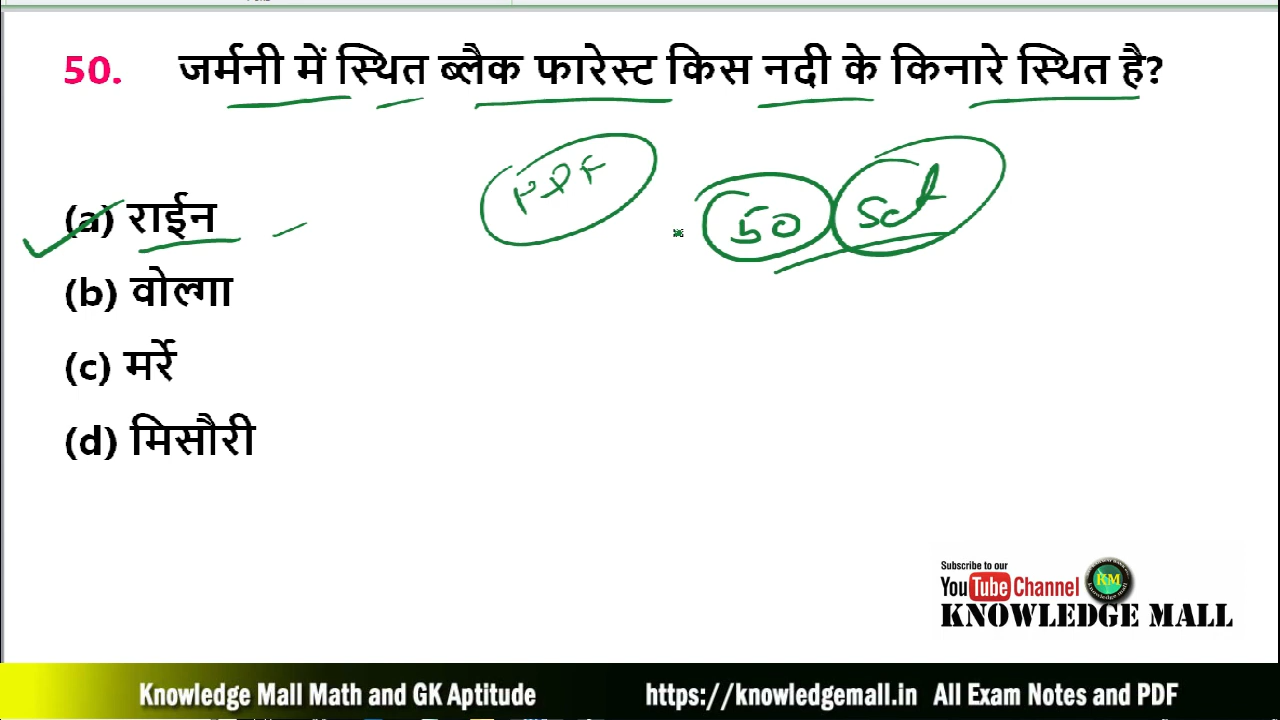 50. जर्मनी में स्थित ब्लैक फारेस्ट किस नदी के किनारे स्थित है?
PDF
50 Set
(a) राईन
(b) वोल्गा
(c) मर्रे
(d) मिसौरी
Subscribe to our
YouTube Channel
KM
KNOWLEDGE MALL
Knowledge Mall Math and GK Aptitude https://knowledgemall.in All Exam Notes and PDF